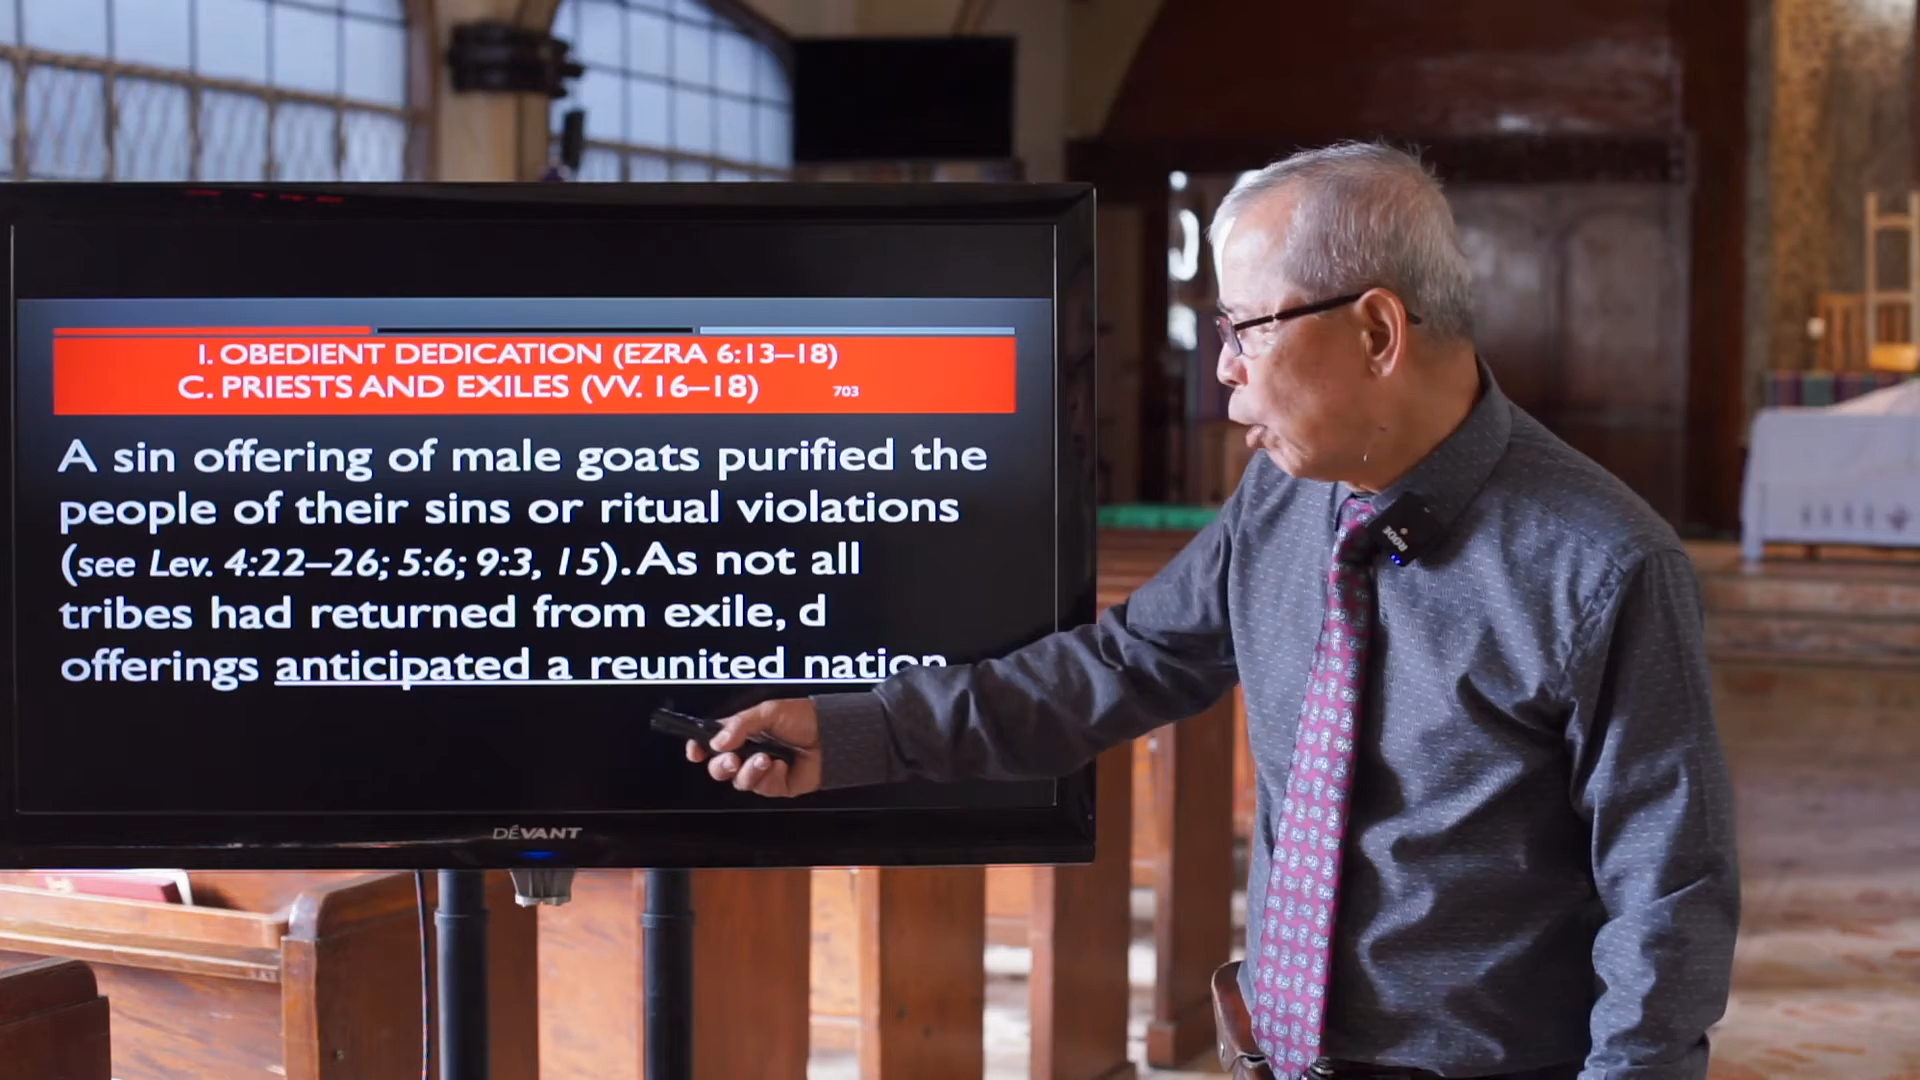 I. OBEDIENT DEDICATION (EZRA 6:13–18)
C. PRIESTS AND EXILES (VV. 16–18) 703
A sin offering of male goats purified the
people of their sins or ritual violations
(see Lev. 4:22–26; 5:6; 9:3, 15). As not all
tribes had returned from exile, d
offerings anticipated a reunited nation
DEVANT
RODE